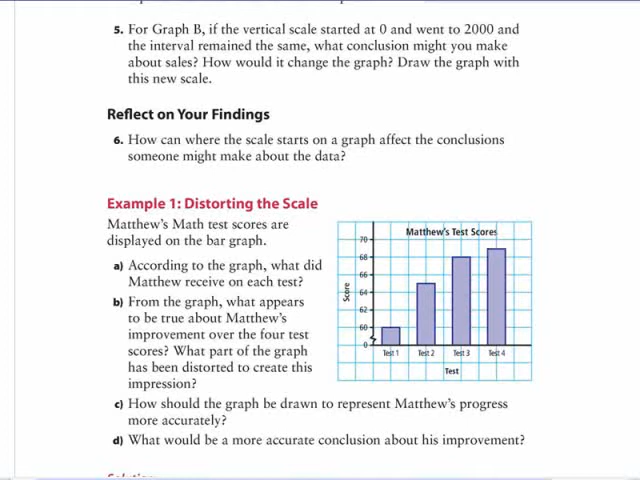 5. For Graph B, if the vertical scale started at 0 and went to 2000 and
the interval remained the same, what conclusion might you make
about sales? How would it change the graph? Draw the graph with
this new scale.
Reflect on Your Findings
6. How can where the scale starts on a graph affect the conclusions
someone might make about the data?
Example 1: Distorting the Scale
Matthew's Math test scores are
displayed on the bar graph.
a) According to the graph, what did
Matthew receive on each test?
b) From the graph, what appears
to be true about Matthew's
improvement over the four test
scores? What part of the graph
has been distorted to create this
impression?
Matthew's Test Scores
70
68
66
64
62
60
0
Score
Test 1 Test 2 Test 3 Test 4
Test
c) How should the graph be drawn to represent Matthew's progress
more accurately?
d) What would be a more accurate conclusion about his improvement?